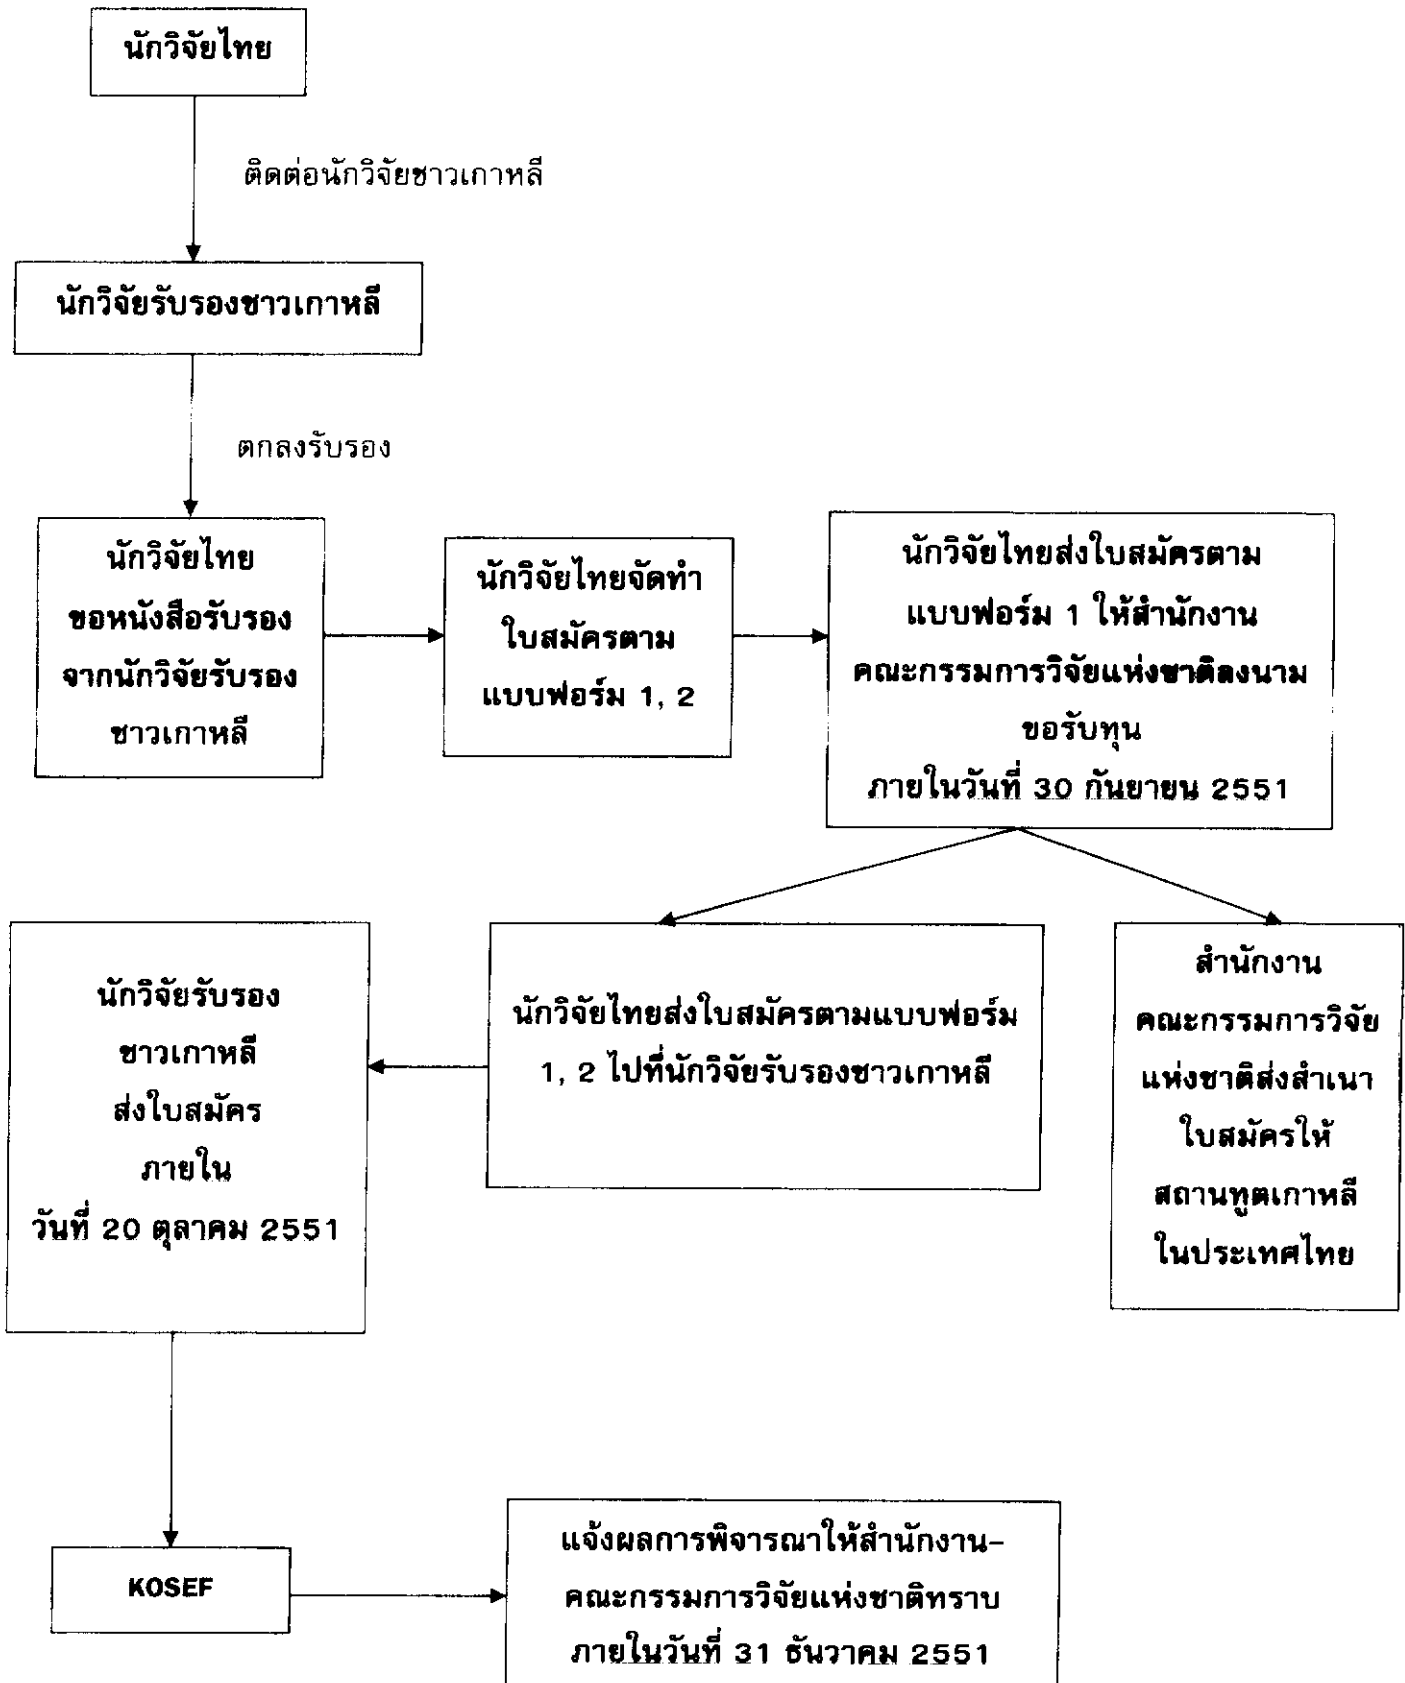 นักวิจัยไทย
ติดต่อนักวิจัยชาวเกาหลี
นักวิจัยรับรองชาวเกาหลี
ตกลงรับรอง
นักวิจัยไทย
ขอหนังสือรับรอง
จากนักวิจัยรับรอง
ชาวเกาหลี
นักวิจัยไทยจัดทำ
ใบสมัครตาม
แบบฟอร์ม 1, 2
นักวิจัยไทยส่งใบสมัครตาม
แบบฟอร์ม 1 ให้สำนักงาน
คณะกรรมการวิจัยแห่งชาติลงนาม
ขอรับทุน
ภายในวันที่ 30 กันยายน 2551
นักวิจัยรับรอง
ชาวเกาหลี
ส่งใบสมัคร
ภายใน
วันที่ 20 ตุลาคม 2551
นักวิจัยไทยส่งใบสมัครตามแบบฟอร์ม
1, 2 ไปที่นักวิจัยรับรองชาวเกาหลี
สำนักงาน
คณะกรรมการวิจัย
แห่งชาติส่งสำเนา
ใบสมัครให้
สถานทูตเกาหลี
ในประเทศไทย
KOSEF
แจ้งผลการพิจารณาให้สำนักงาน-
คณะกรรมการวิจัยแห่งชาติทราบ
ภายในวันที่ 31 ธันวาคม 2551